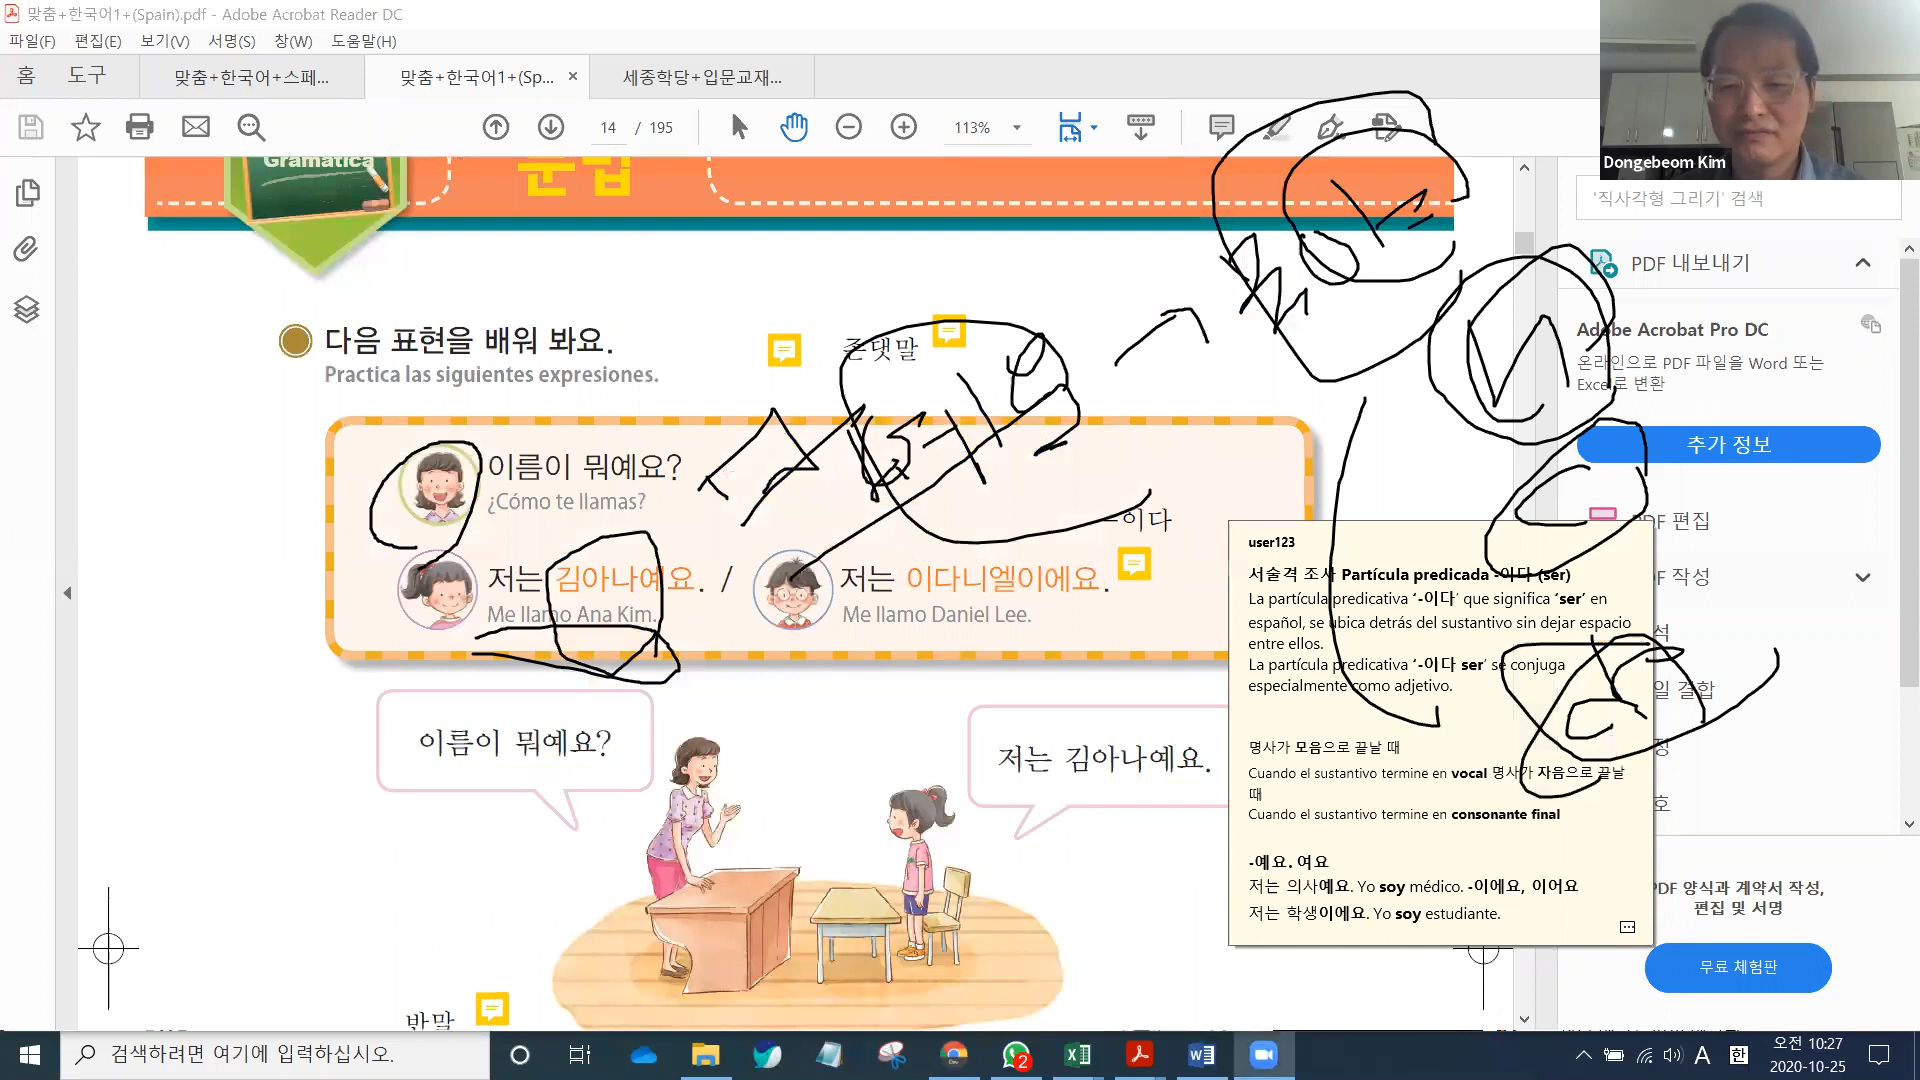 맞춤+한국어1+(Spain).pdf - Adobe Acrobat Reader DC
파일(F) 편집(E) 보기(V) 서명(S) 창(W) 도움말(H)
홈 도구 맞춤+한국어+스페... 맞춤+한국어1+(Sp... × 세종학당+입문교재...
14 / 195 113%
Dongebeom Kim
'직사각형 그리기' 검색
Gramática
문법
PDF 내보내기
Adobe Acrobat Pro DC
온라인으로 PDF 파일을 Word 또는
Excel로 변환
추가 정보
다음 표현을 배워 봐요.
Practica las siguientes expresiones.
존댓말
이름이 뭐예요?
¿Cómo te llamas?
-이다
저는 김아나예요. / 저는 이다니엘이에요.
Me llamo Ana Kim. Me llamo Daniel Lee.
PDF 편집
PDF 작성
일 결합
정
호
user123
서술격 조사 Partícula predicada -이다 (ser)
La partícula predicativa '-이다' que significa 'ser' en
español, se ubica detrás del sustantivo sin dejar espacio
entre ellos.
La partícula predicativa '-이다 ser' se conjuga
especialmente como adjetivo.
명사가 모음으로 끝날 때
Cuando el sustantivo termine en vocal 명사가 자음으로 끝날
때
Cuando el sustantivo termine en consonante final
-예요. 여요
저는 의사예요. Yo soy médico. -이에요, 이어요
저는 학생이에요. Yo soy estudiante.
이름이 뭐예요?
저는 김아나예요.
반말
PDF 양식과 계약서 작성,
편집 및 서명
무료 체험판
검색하려면 여기에 입력하십시오.
2
A 한
오전 10:27
2020-10-25